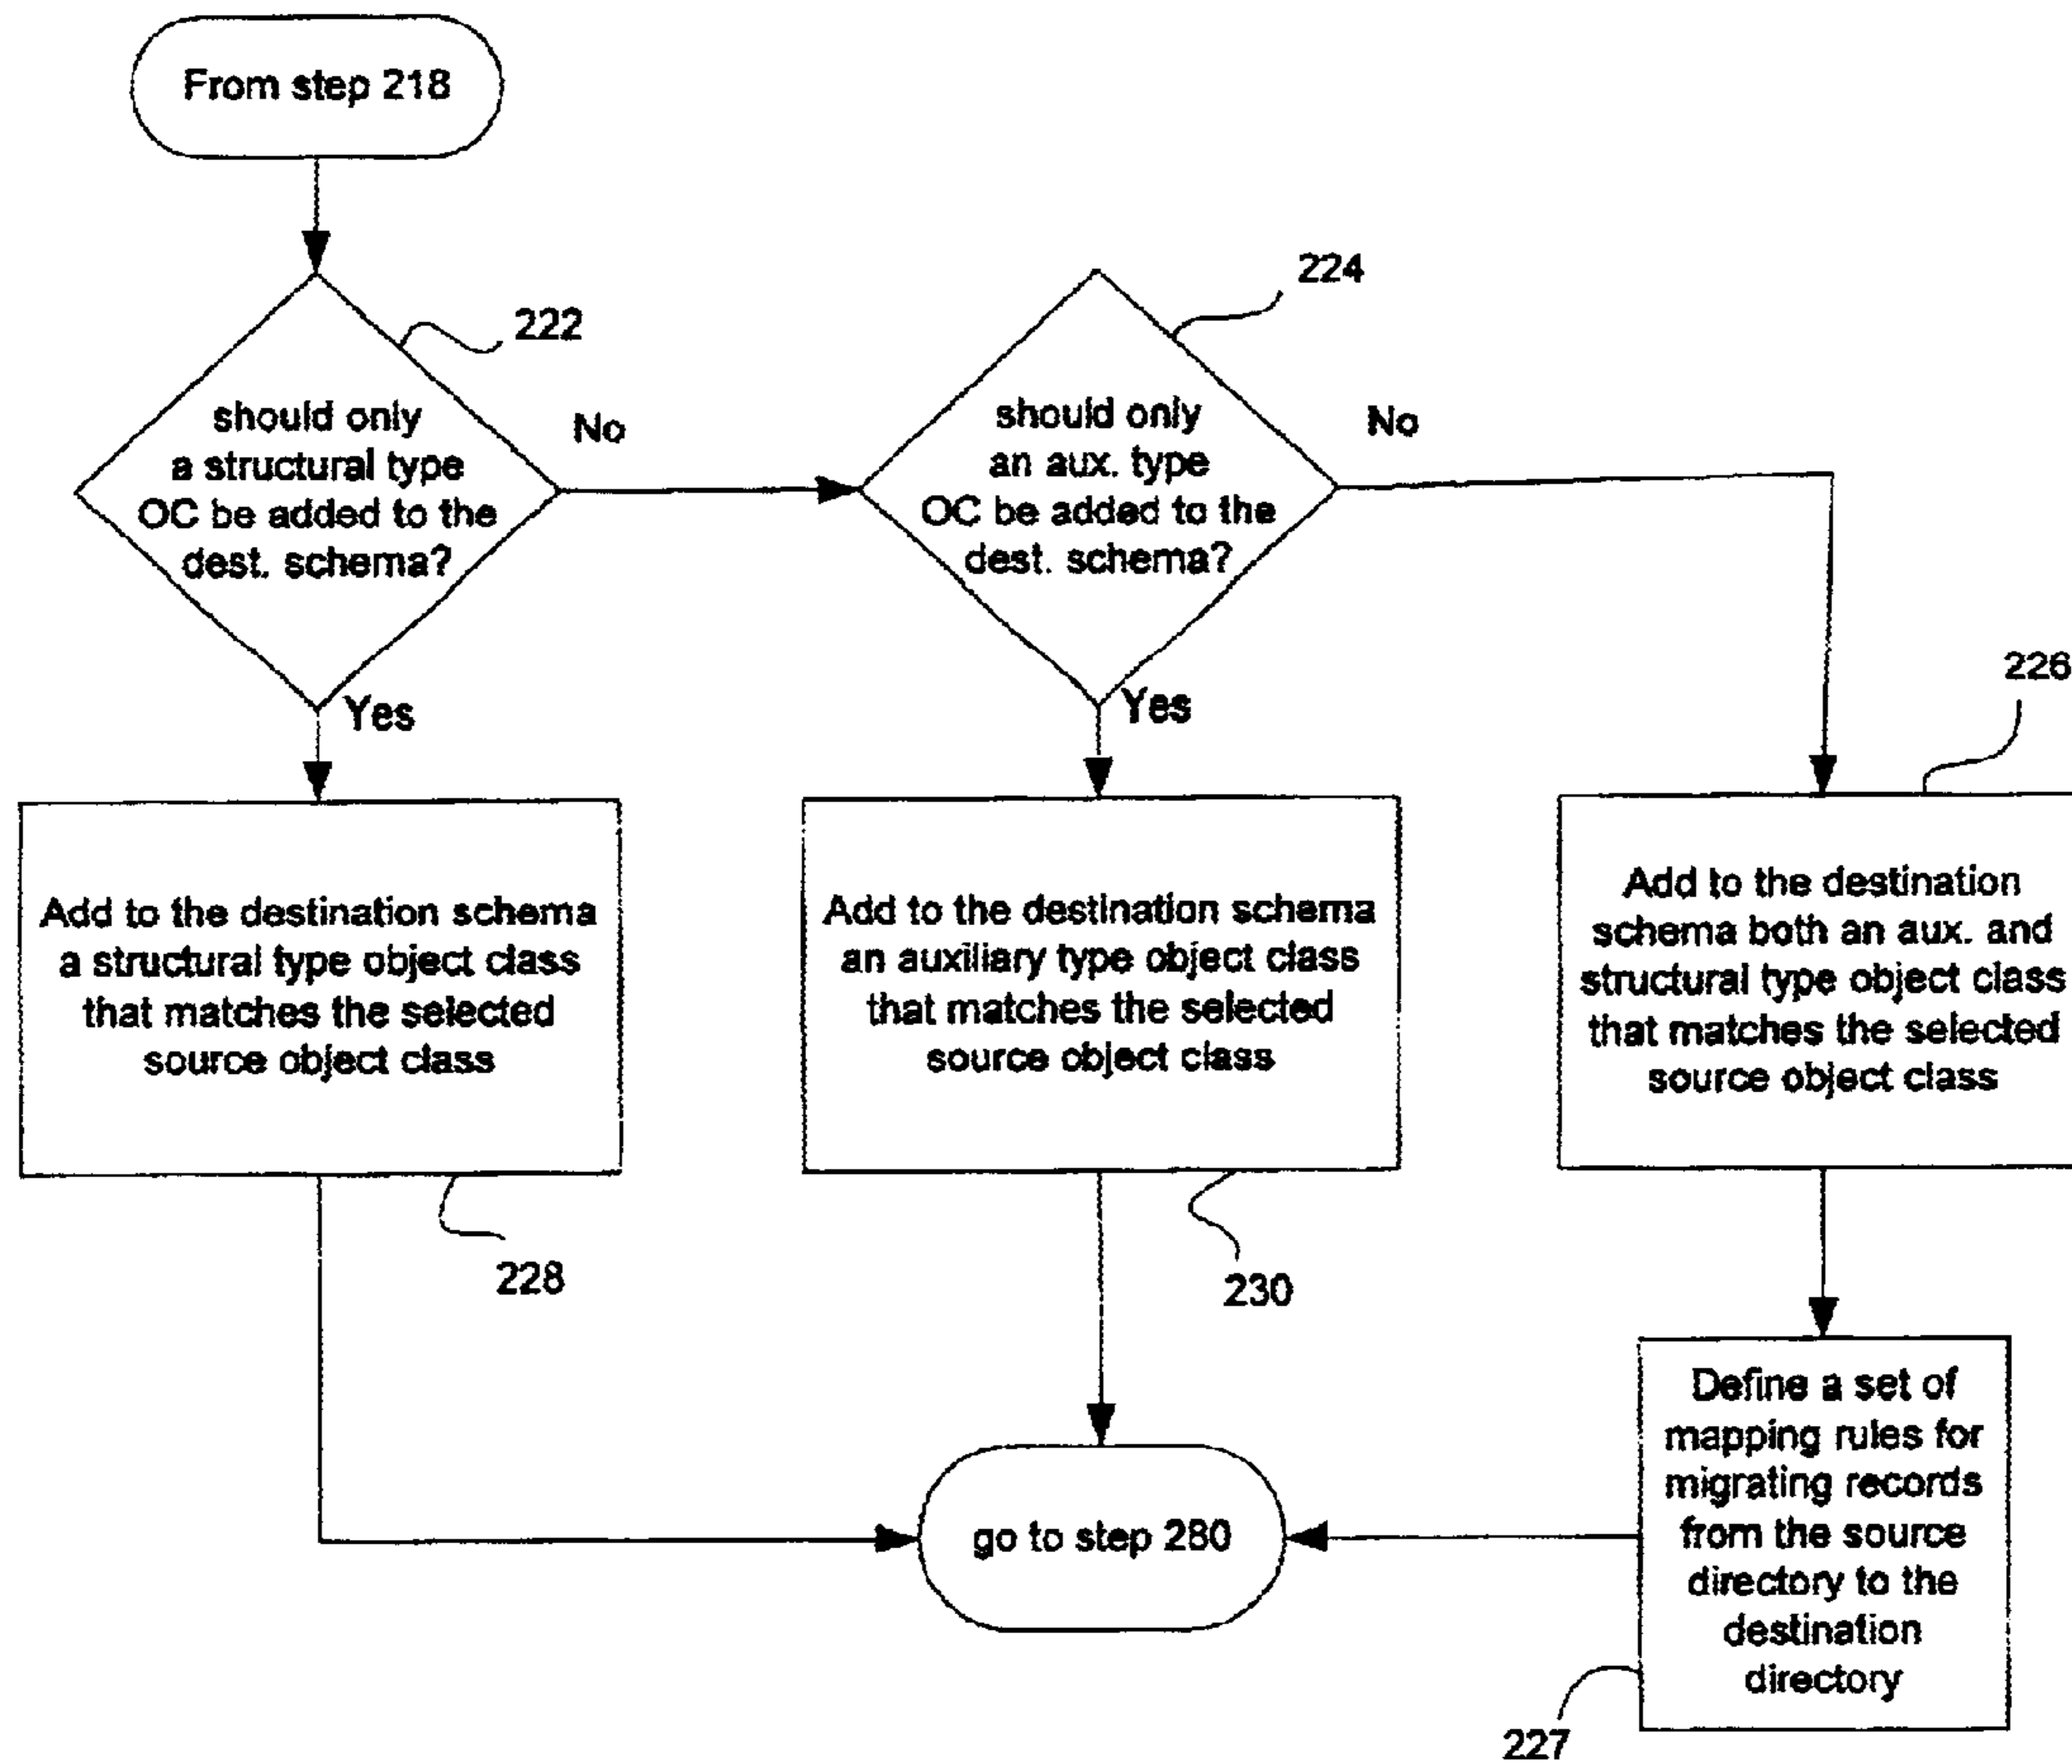 From step 218
222
should only
a structural type
OC be added to the
dest. schema?
No
Yes
224
should only
an aux. type
OC be added to the
dest. schema?
No
Yes
226
Add to the destination schema
a structural type object class
that matches the selected
source object class
228
Add to the destination schema
an auxiliary type object class
that matches the selected
source object class
230
Add to the destination
schema both an aux. and
structural type object class
that matches the selected
source object class
Define a set of
mapping rules for
migrating records
from the source
directory to the
destination
directory
227
go to step 280